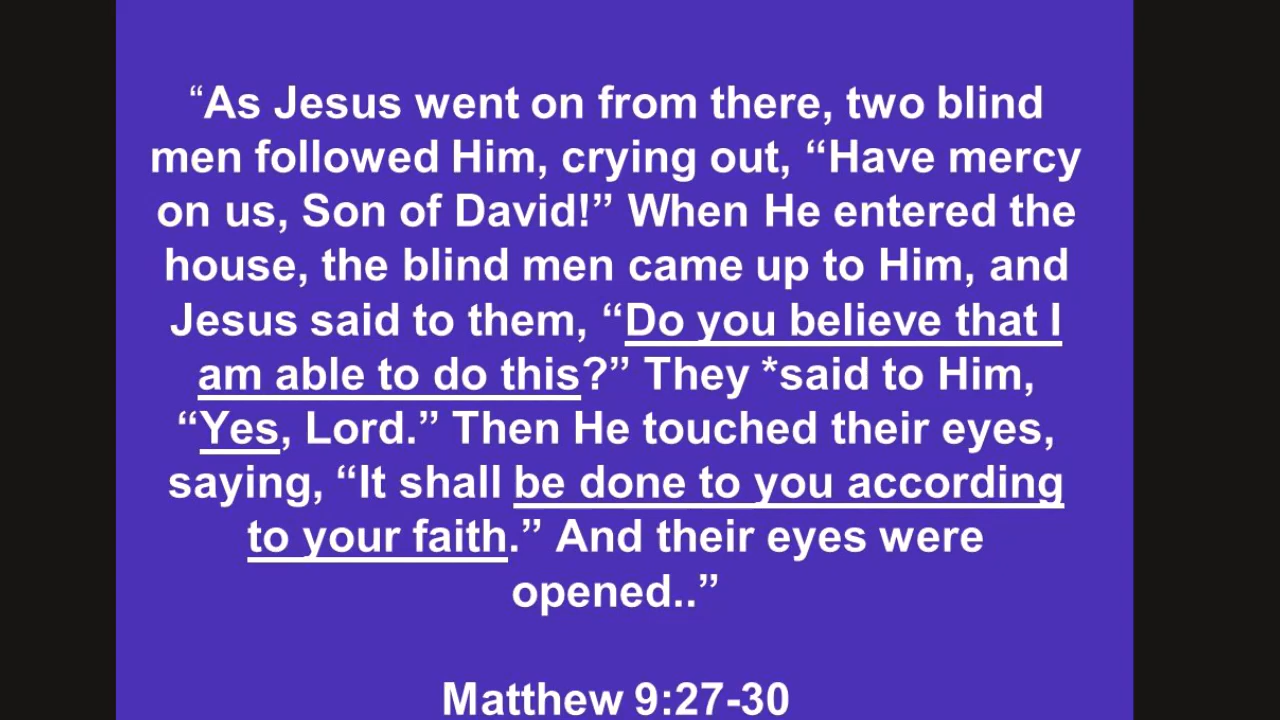 “As Jesus went on from there, two blind
men followed Him, crying out, “Have mercy
on us, Son of David!” When He entered the
house, the blind men came up to Him, and
Jesus said to them, “Do you believe that I
am able to do this?” They *said to Him,
“Yes, Lord.” Then He touched their eyes,
saying, “It shall be done to you according
to your faith.” And their eyes were
opened..”
Matthew 9:27-30